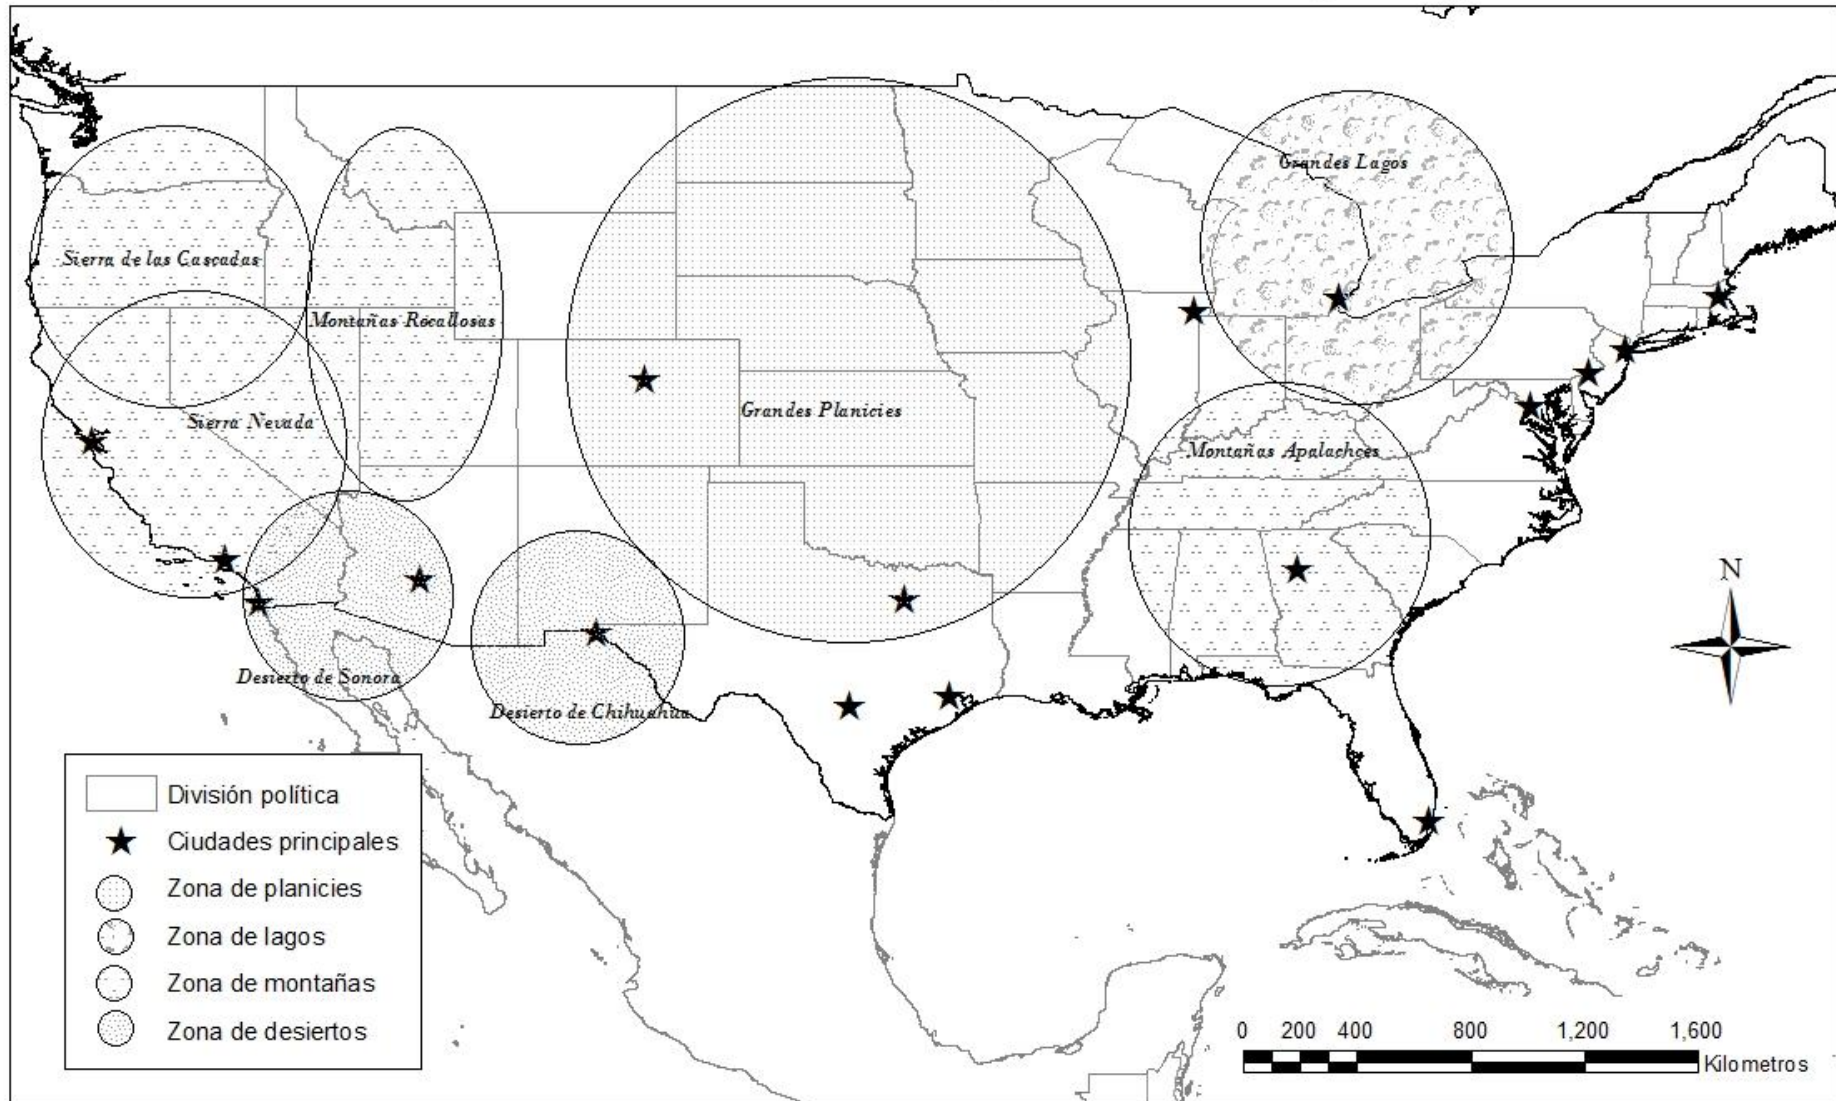 Grandes Lagos
Sierra de las Cascadas
Montañas Rocallosas
Grandes Planicies
Sierra Nevada
Montañas Apalachces
N
Desierto de Sonora
Desierto de Chihuahua
División política
Ciudades principales
Zona de planicies
Zona de lagos
Zona de montañas
Zona de desiertos
0 200 400 800 1,200 1,600
Kilometros